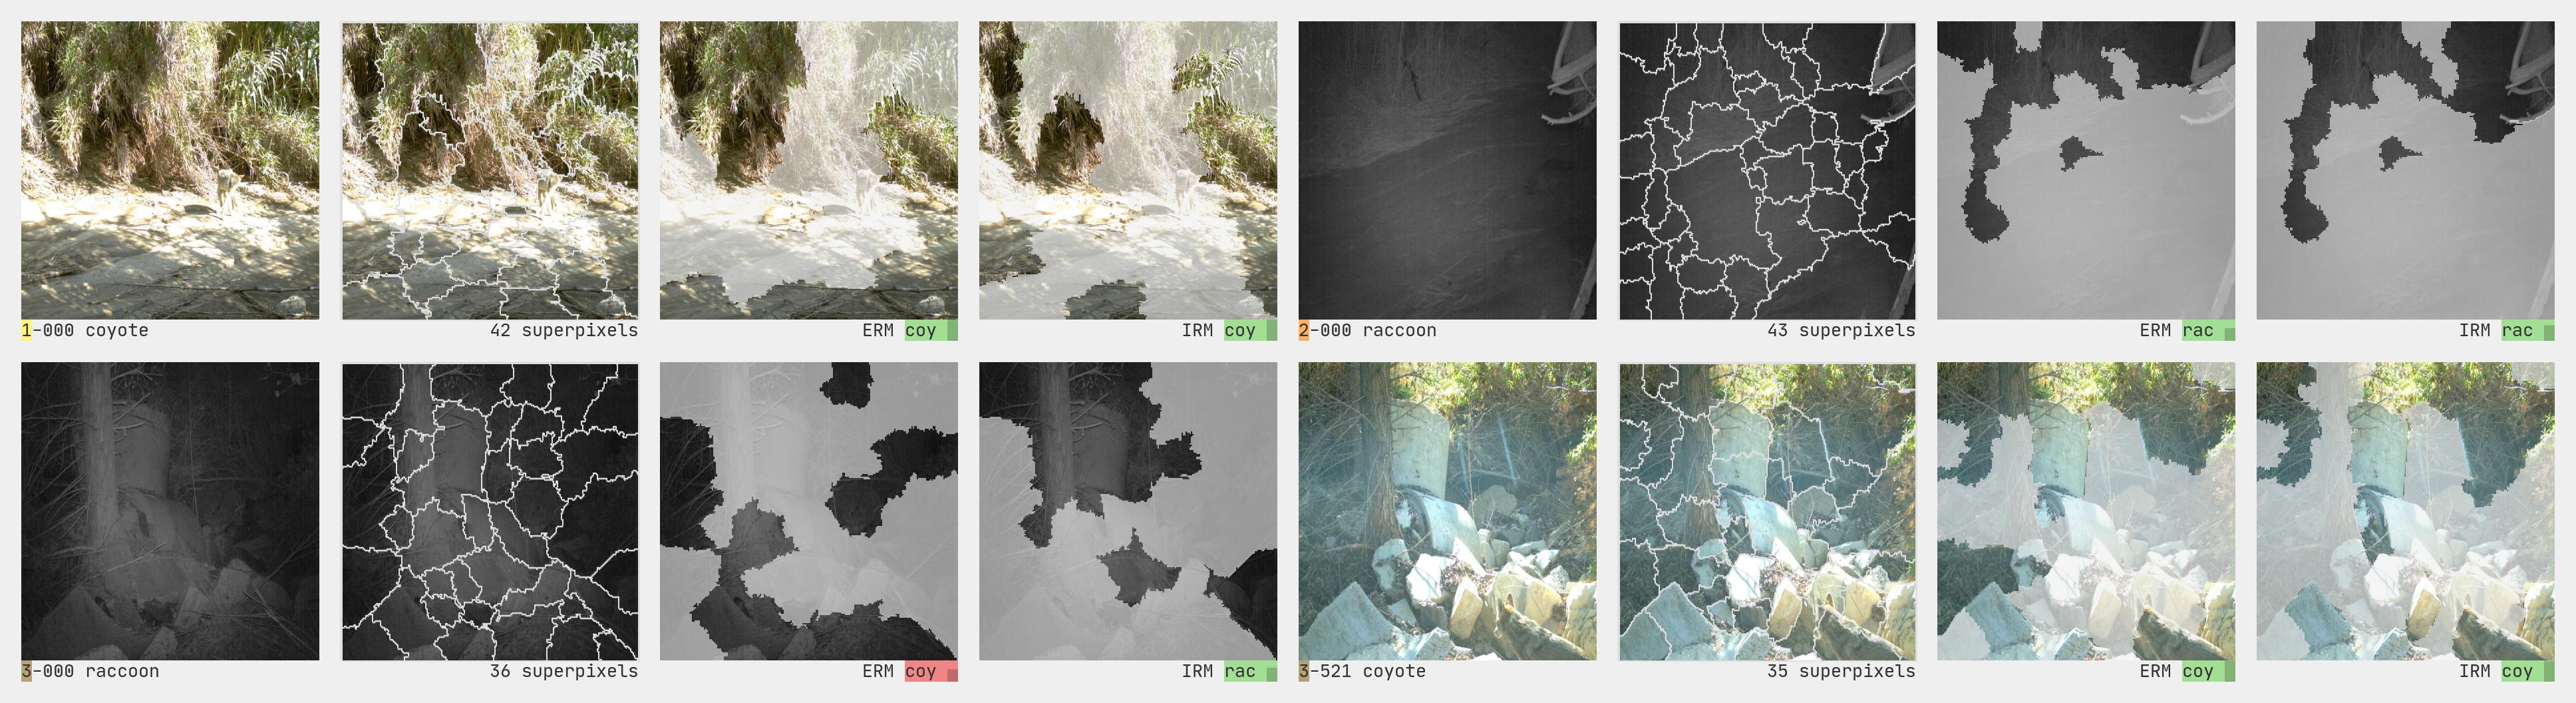 1-000 coyote 42 superpixels ERM coy IRM coy 2-000 raccoon 43 superpixels ERM rac IRM rac
3-000 raccoon 36 superpixels ERM coy IRM rac 3-521 coyote 35 superpixels ERM coy IRM coy